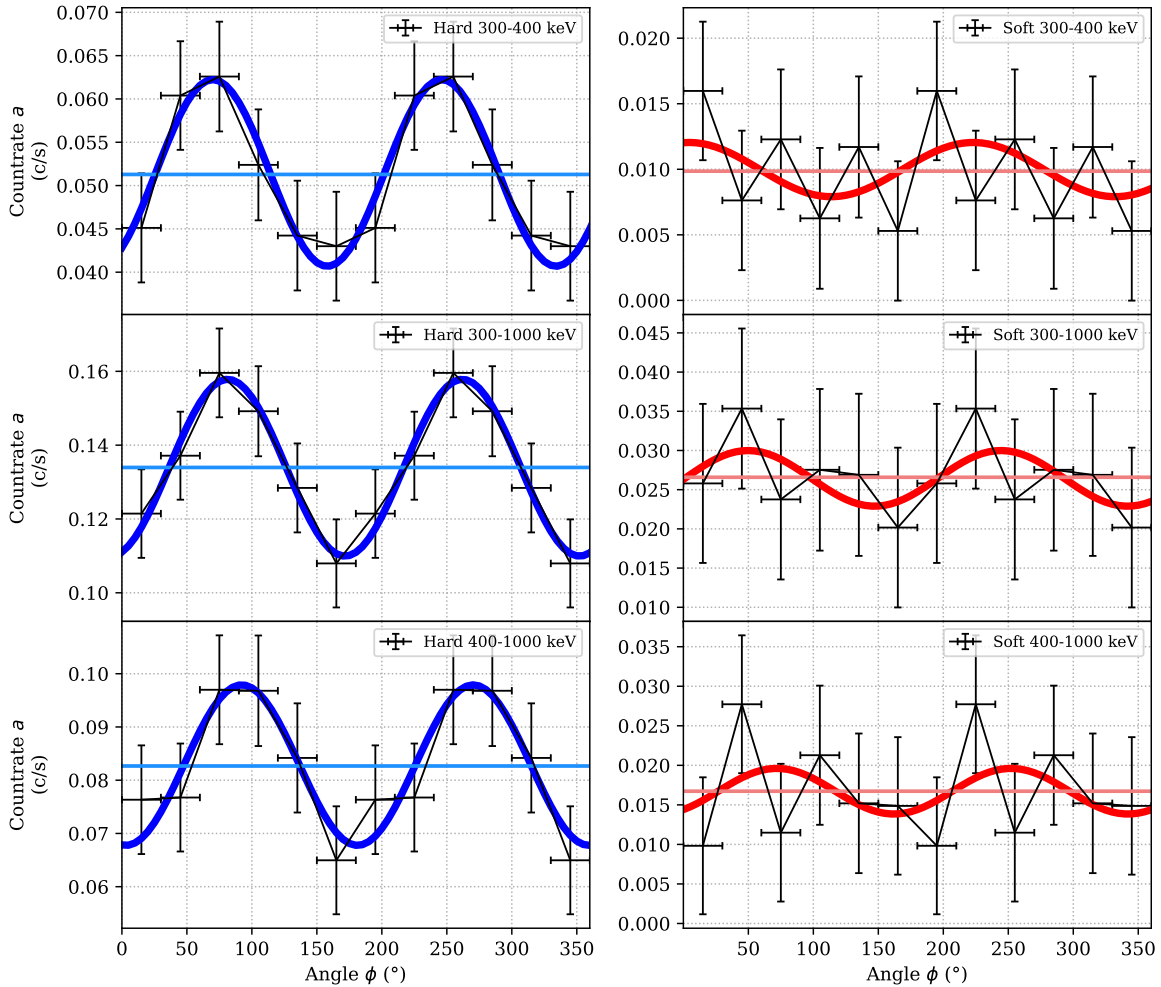 0.070
0.065
0.060
0.055
0.050
0.045
0.040
Countrate a
(c/s)
Hard 300-400 keV
0.020
0.015
0.010
0.005
0.000
Soft 300-400 keV
0.16
0.14
0.12
0.10
Countrate a
(c/s)
Hard 300-1000 keV
0.045
0.040
0.035
0.030
0.025
0.020
0.015
0.010
Soft 300-1000 keV
0.10
0.09
0.08
0.07
0.06
Countrate a
(c/s)
Hard 400-1000 keV
0 50 100 150 200 250 300 350
Angle ϕ (°)
0.035
0.030
0.025
0.020
0.015
0.010
0.005
0.000
Soft 400-1000 keV
50 100 150 200 250 300 350
Angle ϕ (°)